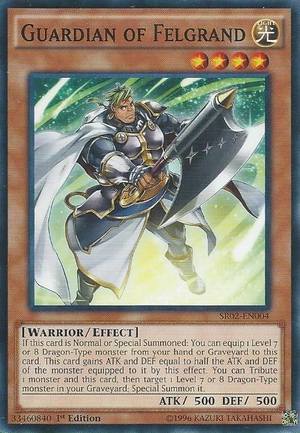 GUARDIAN OF FELGRAND
LIGHT
光
SR02-EN004
[WARRIOR/EFFECT]
If this card is Normal or Special Summoned: You can equip 1 Level 7
or 8 Dragon-Type monster from your hand or Graveyard to this
card. This card gains ATK and DEF equal to half the ATK and DEF
of the monster equipped to it by this effect. You can Tribute 1
monster and this card, then target 1 Level 7 or 8 Dragon-Type
monster in your Graveyard; Special Summon it.
ATK/ 500 DEF/ 500
33460840 1st Edition
©1996 KAZUKI TAKAHASHI